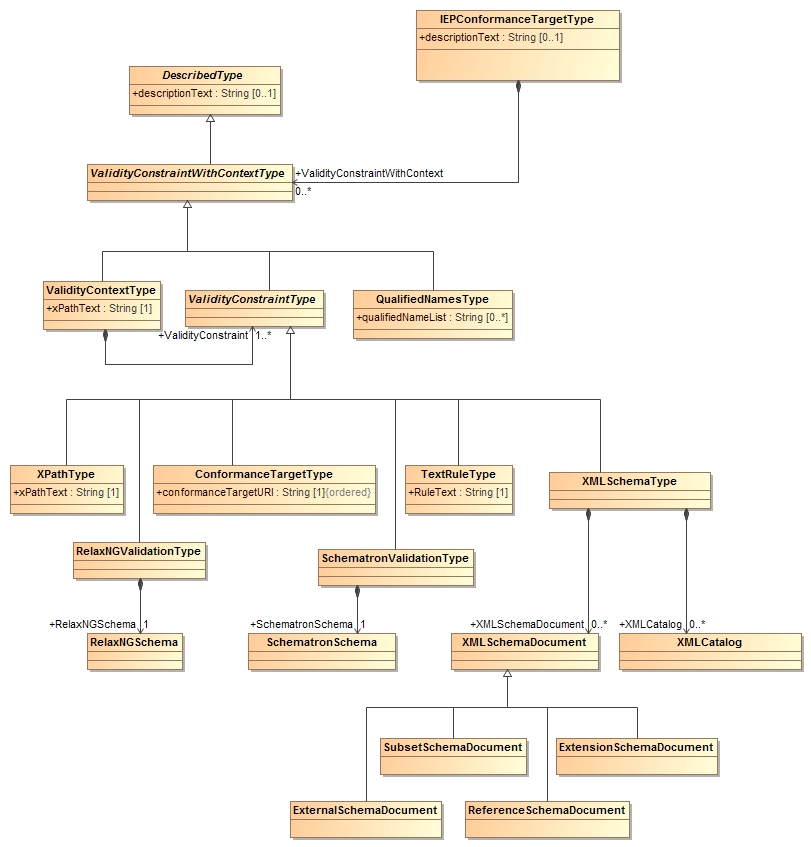 IEPConformanceTargetType
+descriptionText : String [0..1]
DescribedType
+descriptionText : String [0..1]
ValidityConstraintWithContextType
+ValidityConstraintWithContext
0..*
ValidityContextType
+xPathText : String [1]
ValidityConstraintType
QualifiedNamesType
+qualifiedNameList : String [0..*]
+ValidityConstraint 1..*
XPathType
+xPathText : String [1]
ConformanceTargetType
+conformanceTargetURI : String [1]{ordered}
TextRuleType
+RuleText : String [1]
XMLSchemaType
RelaxNGValidationType
SchematronValidationType
+RelaxNGSchema 1
+SchematronSchema 1
+XMLSchemaDocument 0..*
+XMLCatalog 0..*
RelaxNGSchema
SchematronSchema
XMLSchemaDocument
XMLCatalog
SubsetSchemaDocument
ExtensionSchemaDocument
ExternalSchemaDocument
ReferenceSchemaDocument